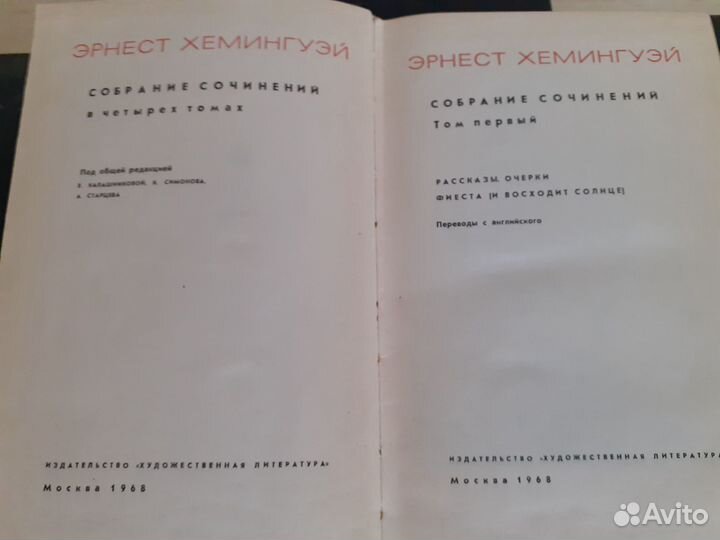 ЭРНЕСТ ХЕМИНГУЭЙ
СОБРАНИЕ СОЧИНЕНИЙ
в четырех томах
Под общей редакцией
Е. КАЛАШНИКОВОЙ, К. СИМОНОВА,
А. СТАРЦЕВА
ИЗДАТЕЛЬСТВО «ХУДОЖЕСТВЕННАЯ ЛИТЕРАТУРА»
Москва 1968
ЭРНЕСТ ХЕМИНГУЭЙ
СОБРАНИЕ СОЧИНЕНИЙ
Том первый
РАССКАЗЫ. ОЧЕРКИ
ФИЕСТА [И ВОСХОДИТ СОЛНЦЕ]
Переводы с английского
ИЗДАТЕЛЬСТВО «ХУДОЖЕСТВЕННАЯ ЛИТЕРАТУРА
Москва 1968
Avito